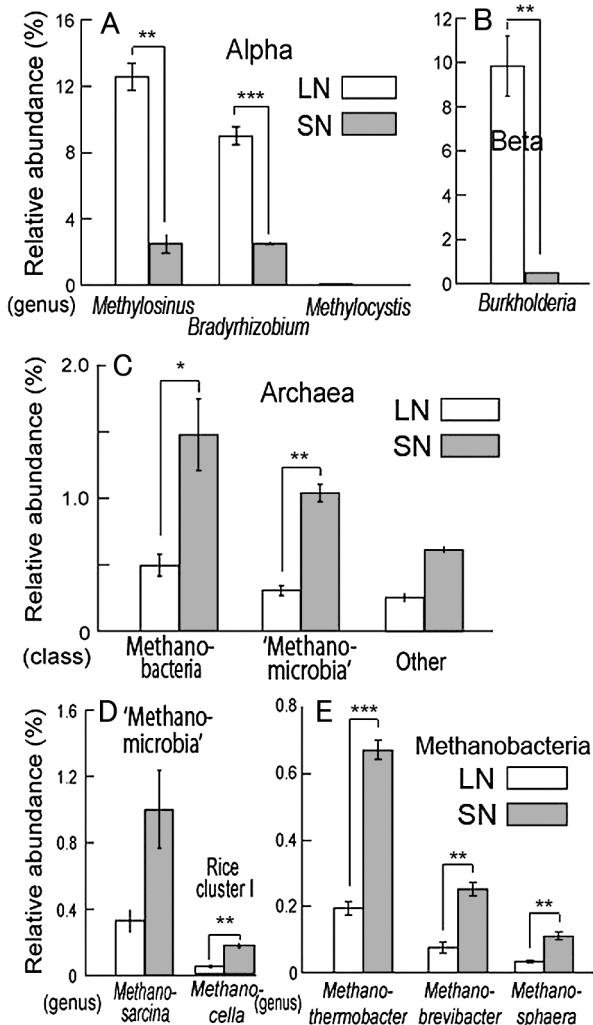 A
Alpha
LN
SN
Relative abundance (%)
16
12
8
4
0
**
***
(genus)
Methylosinus
Bradyrhizobium
Methylocystis
B
**
Beta
12
10
8
6
4
2
0
Burkholderia
C
Archaea
LN
SN
Relative abundance (%)
2.0
1.0
0
*
**
(class)
Methano-
bacteria
'Methano-
microbia'
Other
D
'Methano-
microbia'
Relative abundance (%)
1.6
1.2
0.8
0.4
0
Rice
cluster I
**
(genus)
Methano-
sarcina
Methano-
cella
E
Methanobacteria
LN
SN
0.8
0.6
0.4
0.2
0
***
**
**
(genus)
Methano-
thermobacter
Methano-
brevibacter
Methano-
sphaera